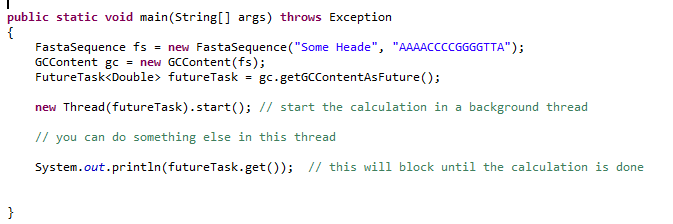 public static void main(String[] args) throws Exception
{
FastaSequence fs = new FastaSequence("Some Heade", "AAAACCCCGGGGTTA");
GCContent gc = new GCContent(fs);
FutureTask<Double> futureTask = gc.getGCContentAsFuture();
new Thread(futureTask).start(); // start the calculation in a background thread
// you can do something else in this thread
System.out.println(futureTask.get());  // this will block until the calculation is done
}